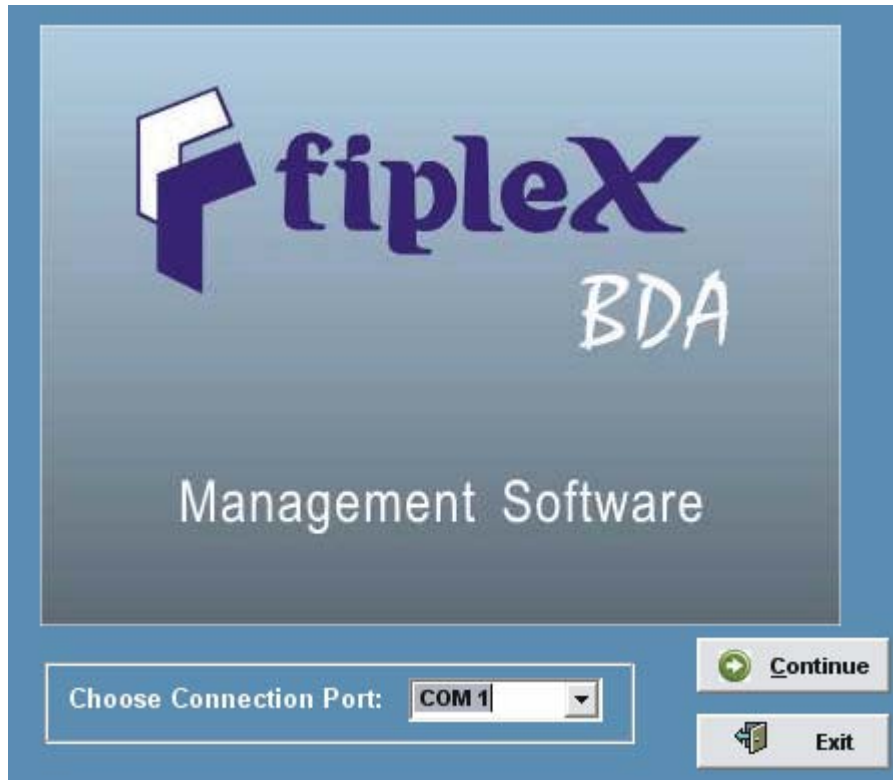 fipleX
BDA
Management Software
Choose Connection Port: COM 1
Continue
Exit